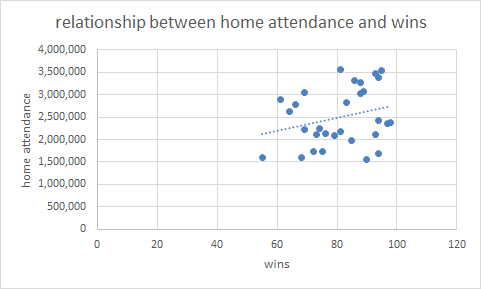 relationship between home attendance and wins
4,000,000
3,500,000
3,000,000
2,500,000
2,000,000
1,500,000
1,000,000
500,000
0
home attendance
0 20 40 60 80 100 120
wins